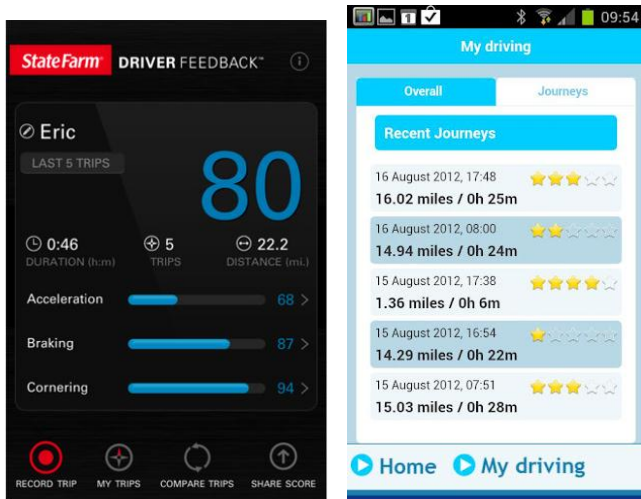 StateFarm™ DRIVER FEEDBACK™
Eric
LAST 5 TRIPS
80
0:46 5 22.2
DURATION (h:m) TRIPS DISTANCE (mi.)
Acceleration 68 >
Braking 87 >
Cornering 94 >
RECORD TRIP MY TRIPS COMPARE TRIPS SHARE SCORE
1 09:54
My driving
Overall Journeys
Recent Journeys
16 August 2012, 17:48
16.02 miles / 0h 25m
16 August 2012, 08:00
14.94 miles / 0h 24m
15 August 2012, 17:38
1.36 miles / 0h 6m
15 August 2012, 16:54
14.29 miles / 0h 22m
15 August 2012, 07:51
15.03 miles / 0h 28m
Home My driving